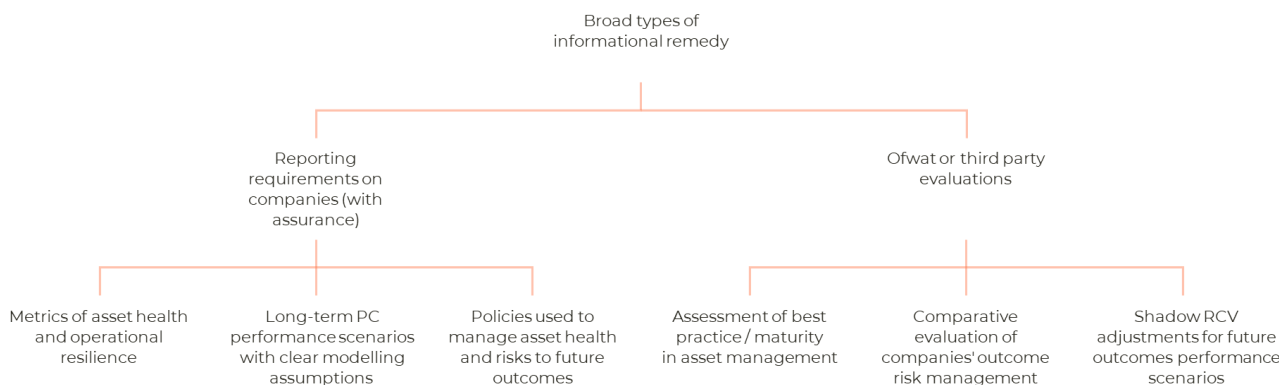 Broad types of
informational remedy
Reporting
requirements on
companies (with
assurance)
Ofwat or third party
evaluations
Metrics of asset health
and operational
resilience
Long-term PC
performance scenarios
with clear modelling
assumptions
Policies used to
manage asset health
and risks to future
outcomes
Assessment of best
practice / maturity
in asset management
Comparative
evaluation of
companies' outcome
risk management
Shadow RCV
adjustments for future
outcomes performance
scenarios